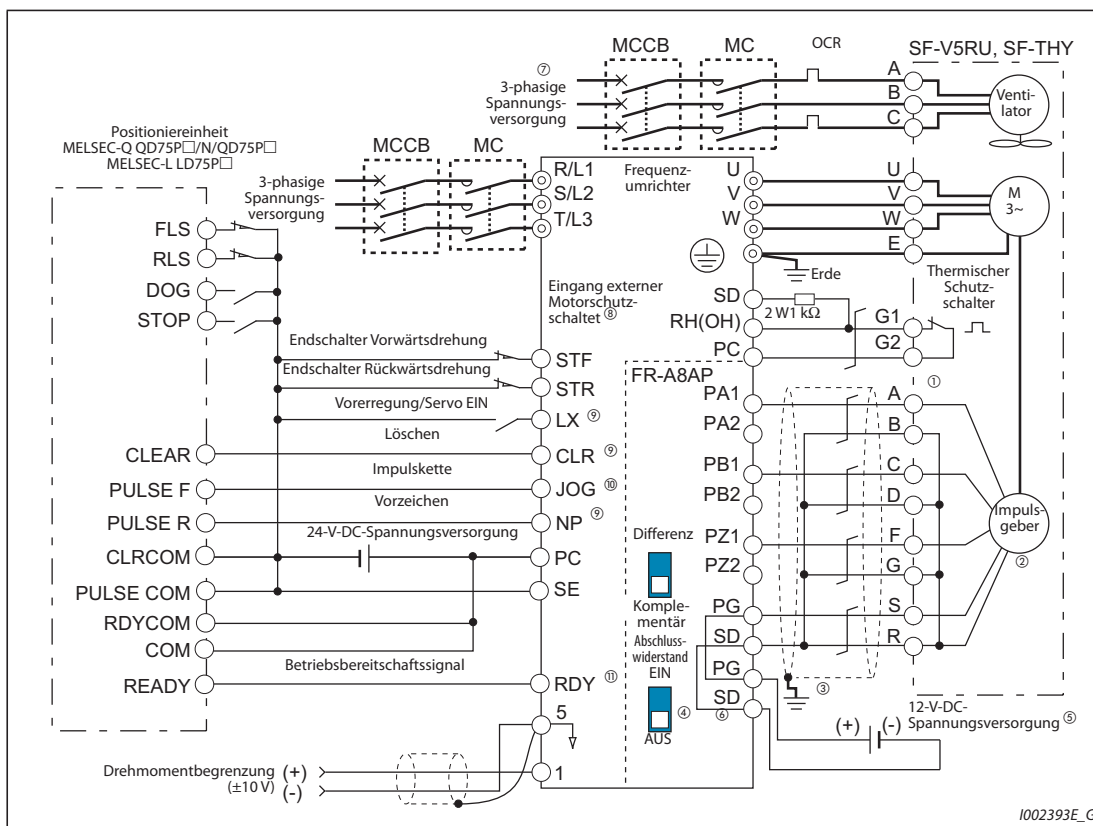 MCCB MC OCR SF-V5RU, SF-THY
⑦
3-phasige
Spannungs-
versorgung
A
B
C
Venti-
lator
Positioniereinheit
MELSEC-Q QD75P□/N/QD75P□
MELSEC-L LD75P□
MCCB MC
3-phasige
Spannungs-
versorgung
R/L1
S/L2
T/L3
Frequenz-
umrichter
U
V
W
U
V
W
E
M
3~
Erde
FLS
RLS
DOG
STOP
Eingang externer
Motorschutz-
schaltet ⑧
SD
RH(OH)
PC
2 W1 kΩ
G1
G2
Thermischer
Schutz-
schalter
Endschalter Vorwärtsdrehung
STF
Endschalter Rückwärtsdrehung
STR
Vorerregung/Servo EIN
LX ⑨
Löschen
CLEAR
CLR ⑨
Impulskette
PULSE F
JOG ⑩
Vorzeichen
PULSE R
NP ⑨
24-V-DC-Spannungsversorgung
CLRCOM
PC
PULSE COM
SE
RDYCOM
COM
Betriebsbereitschaftssignal
READY
RDY ⑪
5
1
Drehmomentbegrenzung
(±10 V)
(+)
(-)
FR-A8AP
PA1
PA2
PB1
PB2
PZ1
PZ2
PG
SD
PG
SD
⑥
Differenz
Komple-
mentär
Abschluss-
widerstand
EIN
④
AUS
①
A
B
C
D
F
G
S
R
Impuls-
geber
②
③
12-V-DC-
Spannungsversorgung ⑤
(+) (-)
I002393E_G